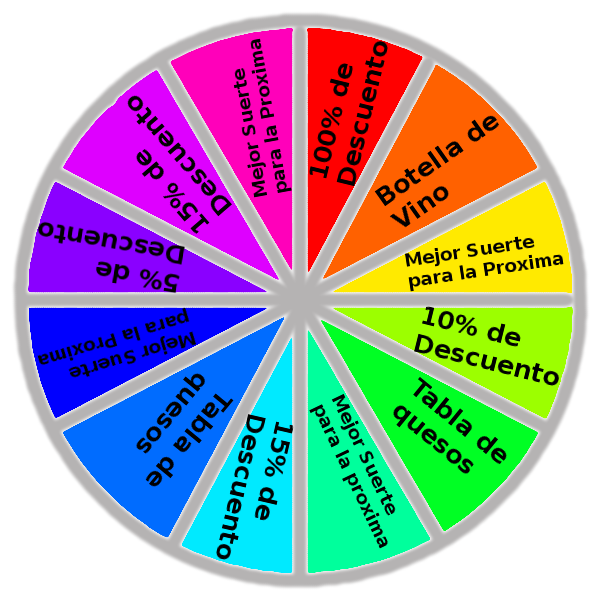 100% de
Descuento
Botella de
Vino
Mejor Suerte
para la Proxima
10% de
Descuento
Tabla de
quesos
Mejor Suerte
para la proxima
15% de
Descuento
Tabla de
quesos
Mejor Suerte
para la Proxima
5% de
Descuento
15% de
Descuento
Mejor Suerte
para la Proxima